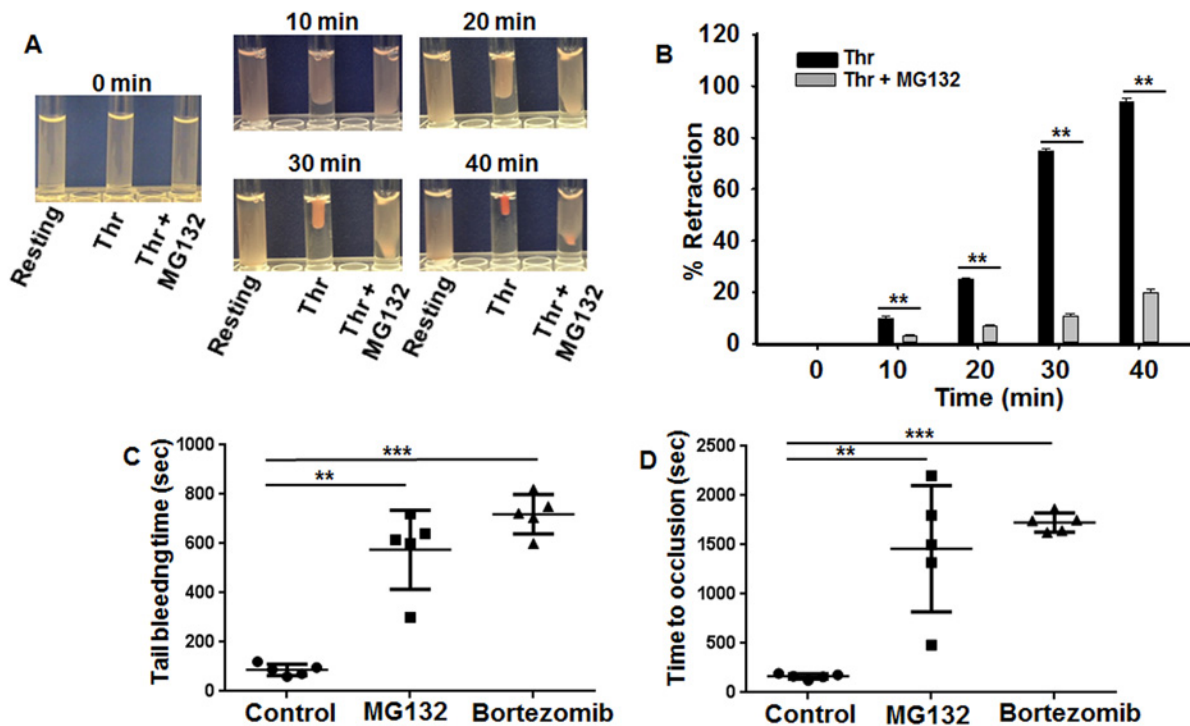 A
0 min
10 min
20 min
30 min
40 min
Resting
Thr
Thr +
MG132
Resting
Thr
Thr +
MG132
Resting
Thr
Thr +
MG132
B
Thr
Thr + MG132
% Retraction
120
100
80
60
40
20
0
**
**
**
**
0 10 20 30 40
Time (min)
C
Tail bleedngtime (sec)
1000
800
600
400
200
0
***
**
Control MG132 Bortezomib
D
Time to occlusion (sec)
2500
2000
1500
1000
500
0
***
**
Control MG132 Bortezomib